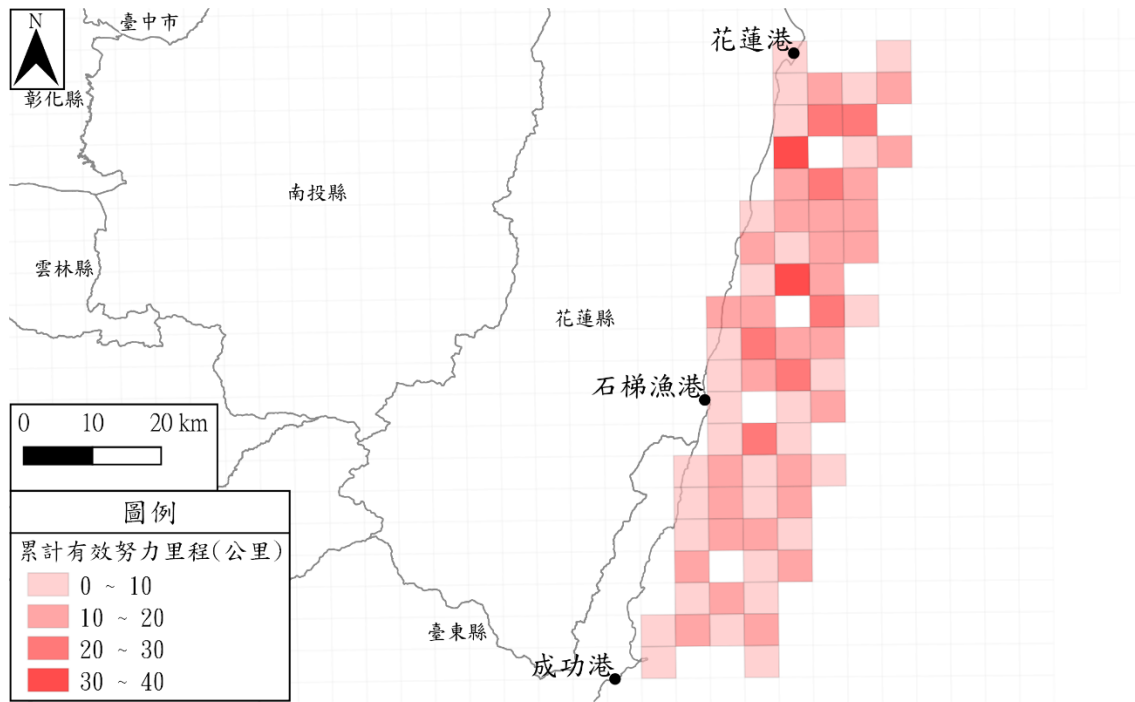 N
臺中市
花蓮港
彰化縣
南投縣
雲林縣
花蓮縣
石梯漁港
0 10 20 km
圖例
累計有效努力里程(公里)
0 ~ 10
10 ~ 20
20 ~ 30
30 ~ 40
臺東縣
成功港